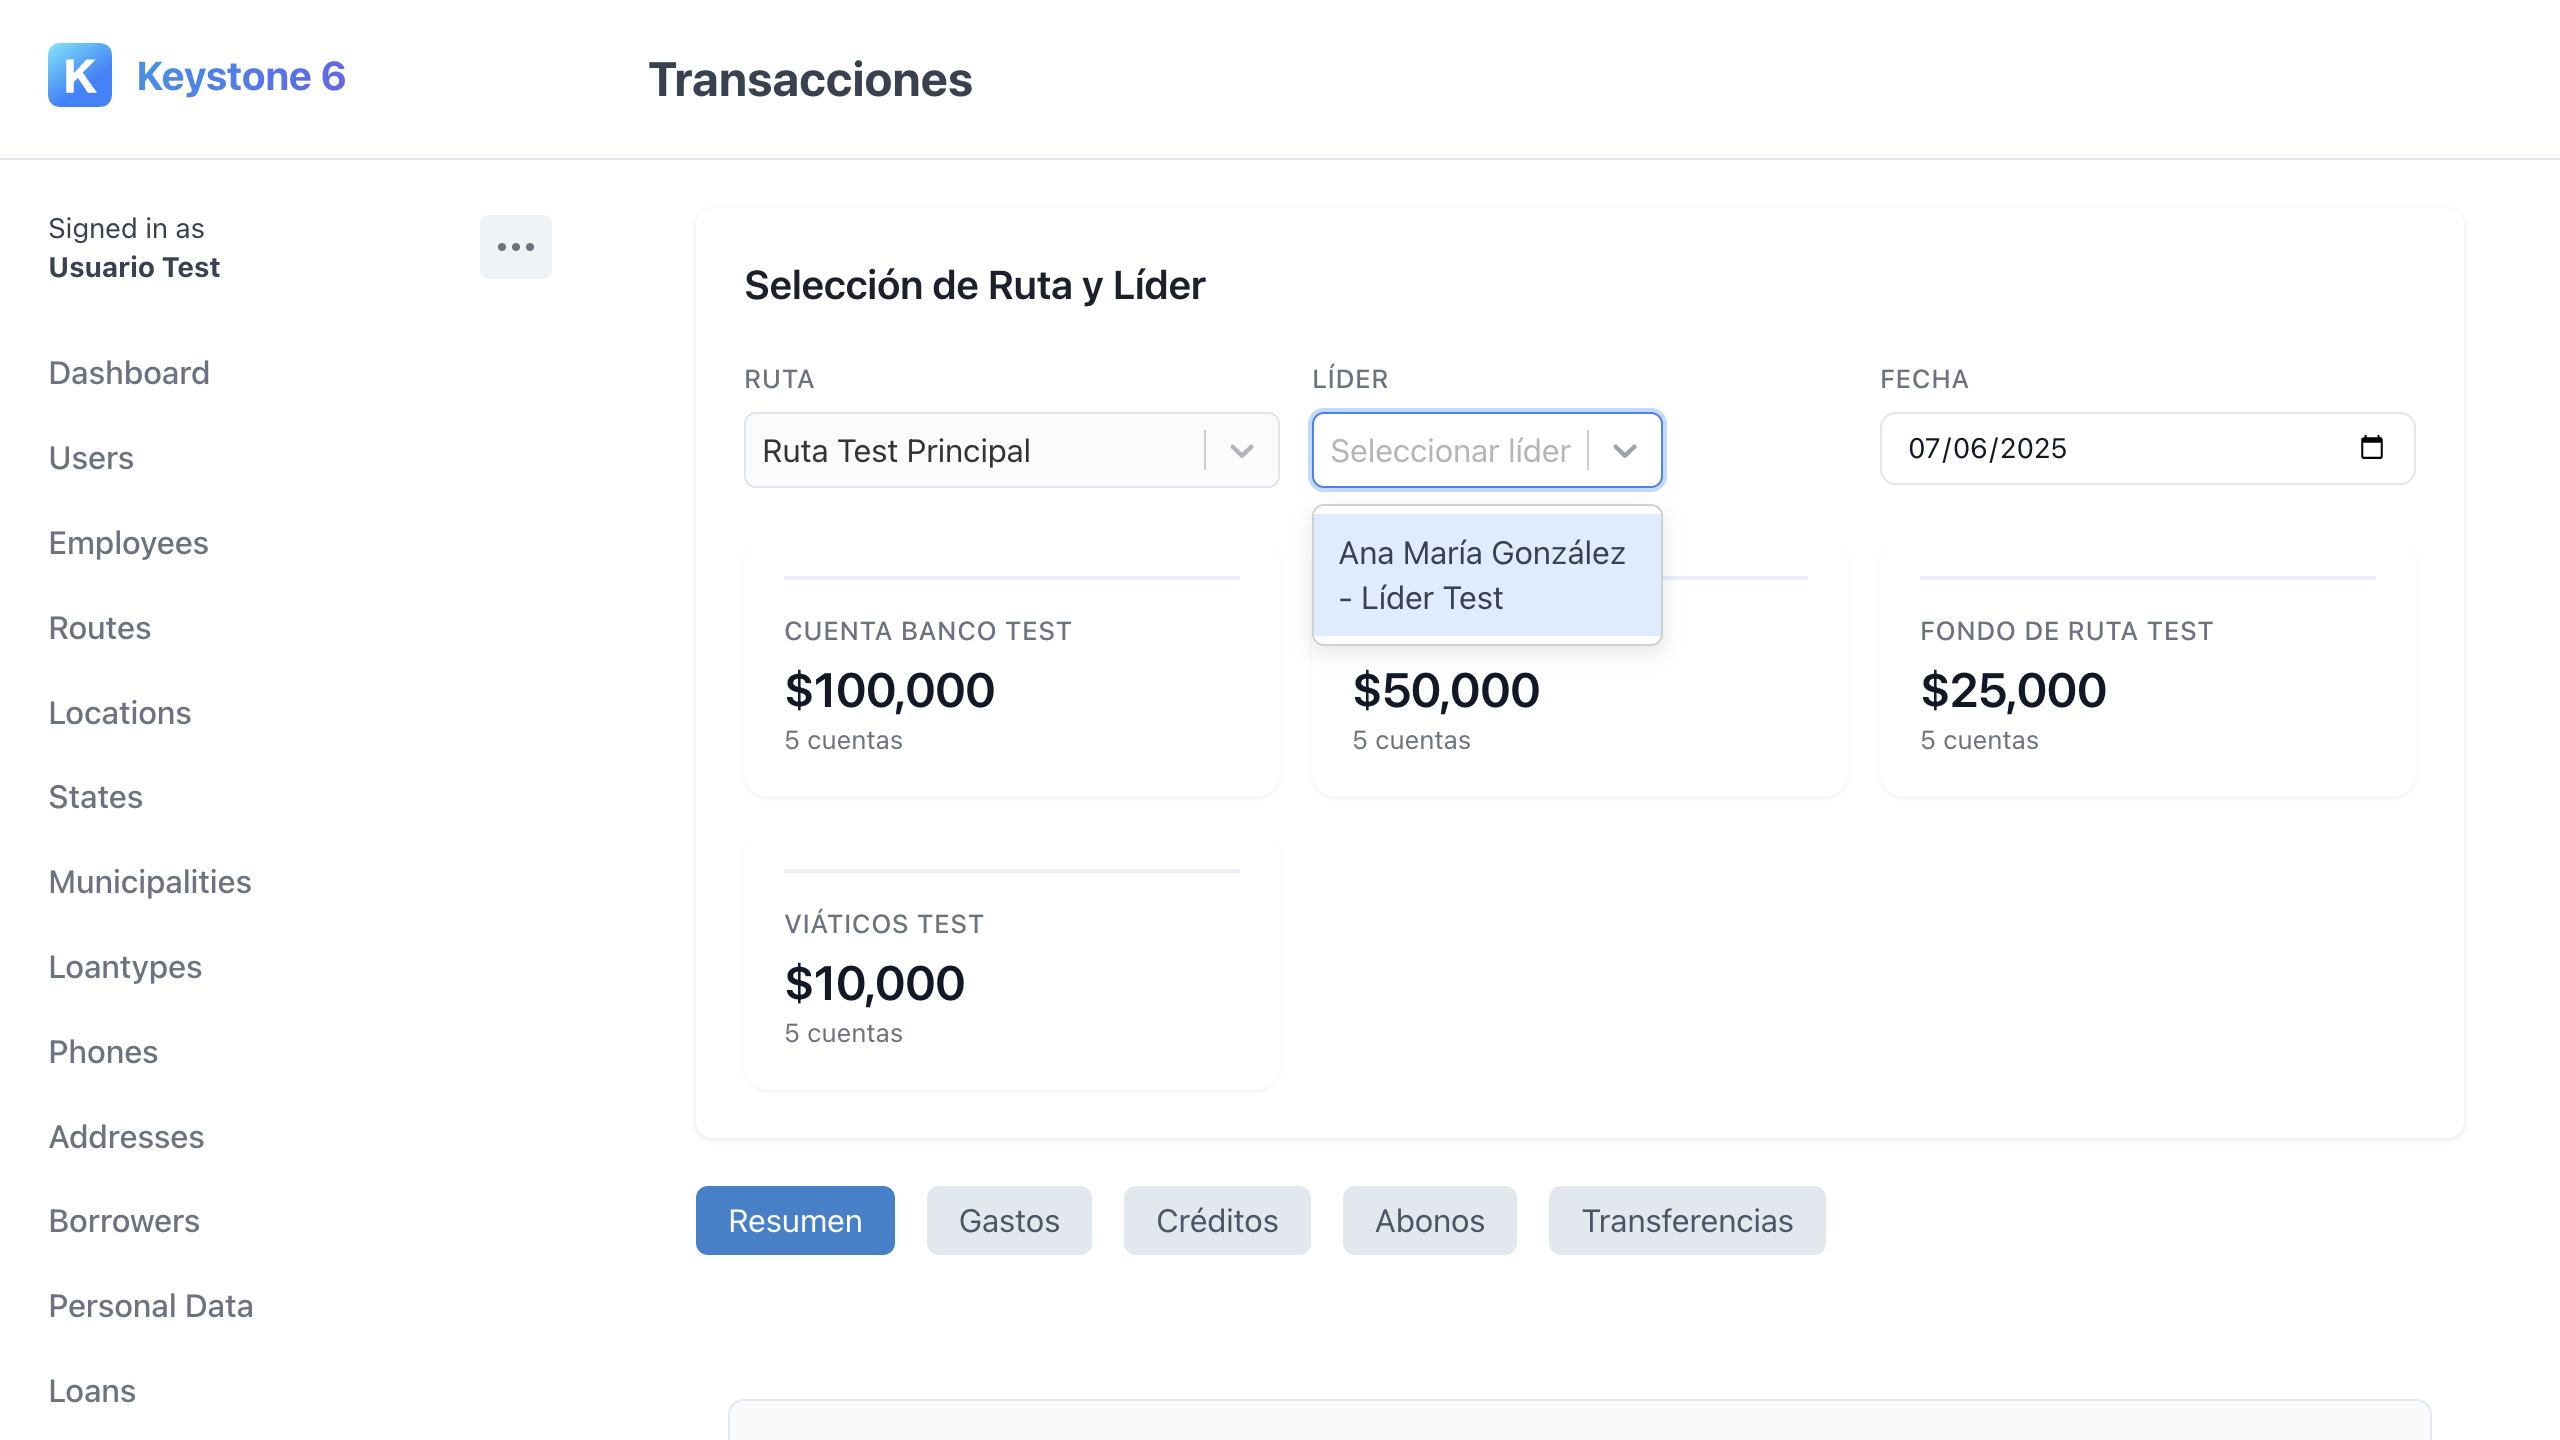 K Keystone 6
Transacciones
Signed in as
Usuario Test
Dashboard
Users
Employees
Routes
Locations
States
Municipalities
Loantypes
Phones
Addresses
Borrowers
Personal Data
Loans
Selección de Ruta y Líder
RUTA
Ruta Test Principal
LÍDER
Seleccionar líder
Ana María González
- Líder Test
FECHA
07/06/2025
CUENTA BANCO TEST
$100,000
5 cuentas
$50,000
5 cuentas
FONDO DE RUTA TEST
$25,000
5 cuentas
VIÁTICOS TEST
$10,000
5 cuentas
Resumen
Gastos
Créditos
Abonos
Transferencias